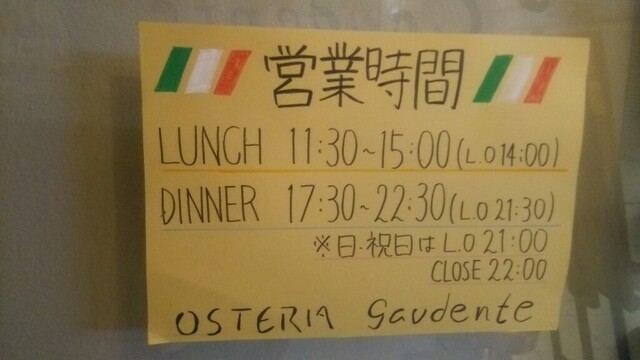 営業時間
LUNCH 11:30~15:00(L.O 14:00)
DINNER 17:30~22:30(L.O 21:30)
※日・祝日はL.O 21:00
CLOSE 22:00
OSTERIA Gaudente